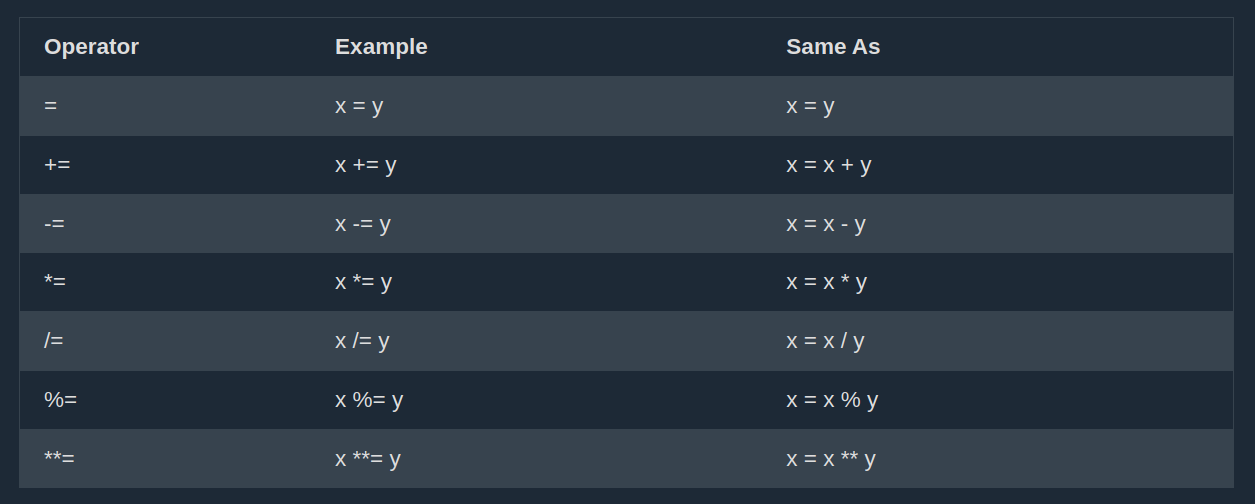 Operator Example Same As
= x = y x = y
+= x += y x = x + y
-= x -= y x = x - y
*= x *= y x = x * y
/= x /= y x = x / y
%= x %= y x = x % y
**= x **= y x = x ** y